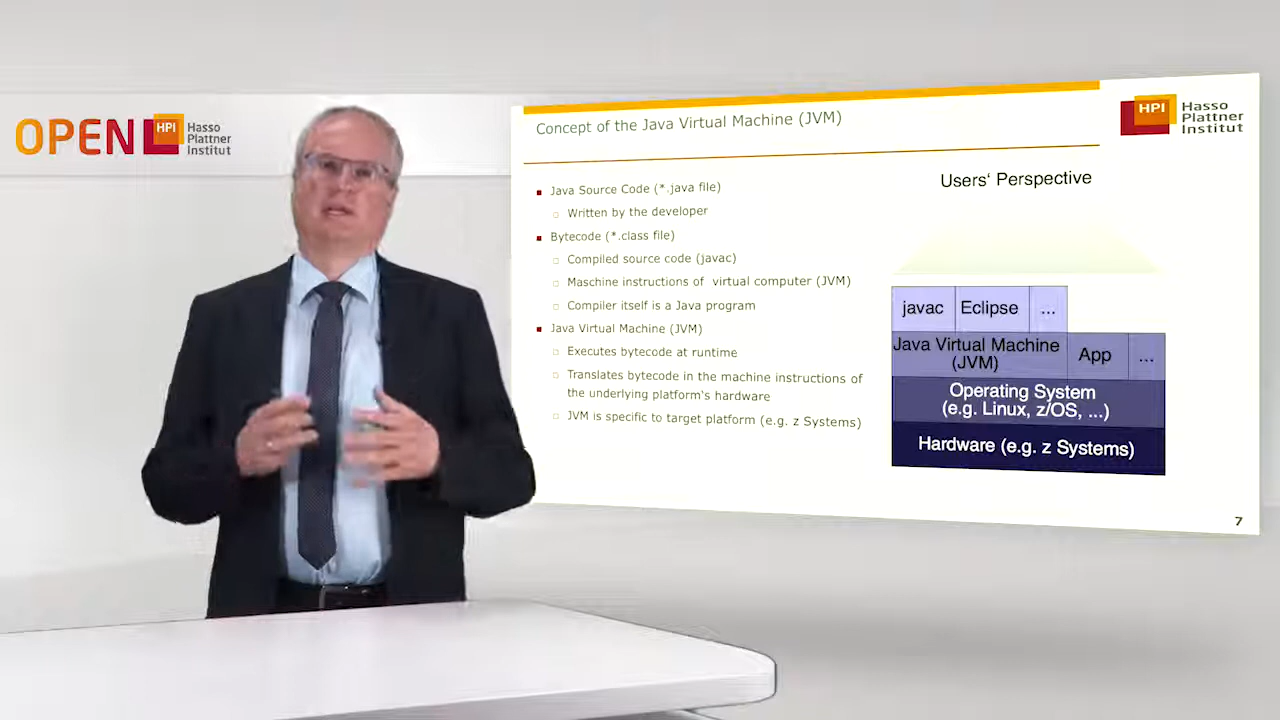 OPEN HPI Hasso
Plattner
Institut
Concept of the Java Virtual Machine (JVM)
HPI Hasso
Plattner
Institut
Java Source Code (*.java file)
Written by the developer
Bytecode (*.class file)
Compiled source code (javac)
Maschine instructions of virtual computer (JVM)
Compiler itself is a Java program
Java Virtual Machine (JVM)
Executes bytecode at runtime
Translates bytecode in the machine instructions of
the underlying platform's hardware
JVM is specific to target platform (e.g. z Systems)
Users‘ Perspective
javac Eclipse ...
Java Virtual Machine
(JVM) App ...
Operating System
(e.g. Linux, z/OS, ...)
Hardware (e.g. z Systems)
7